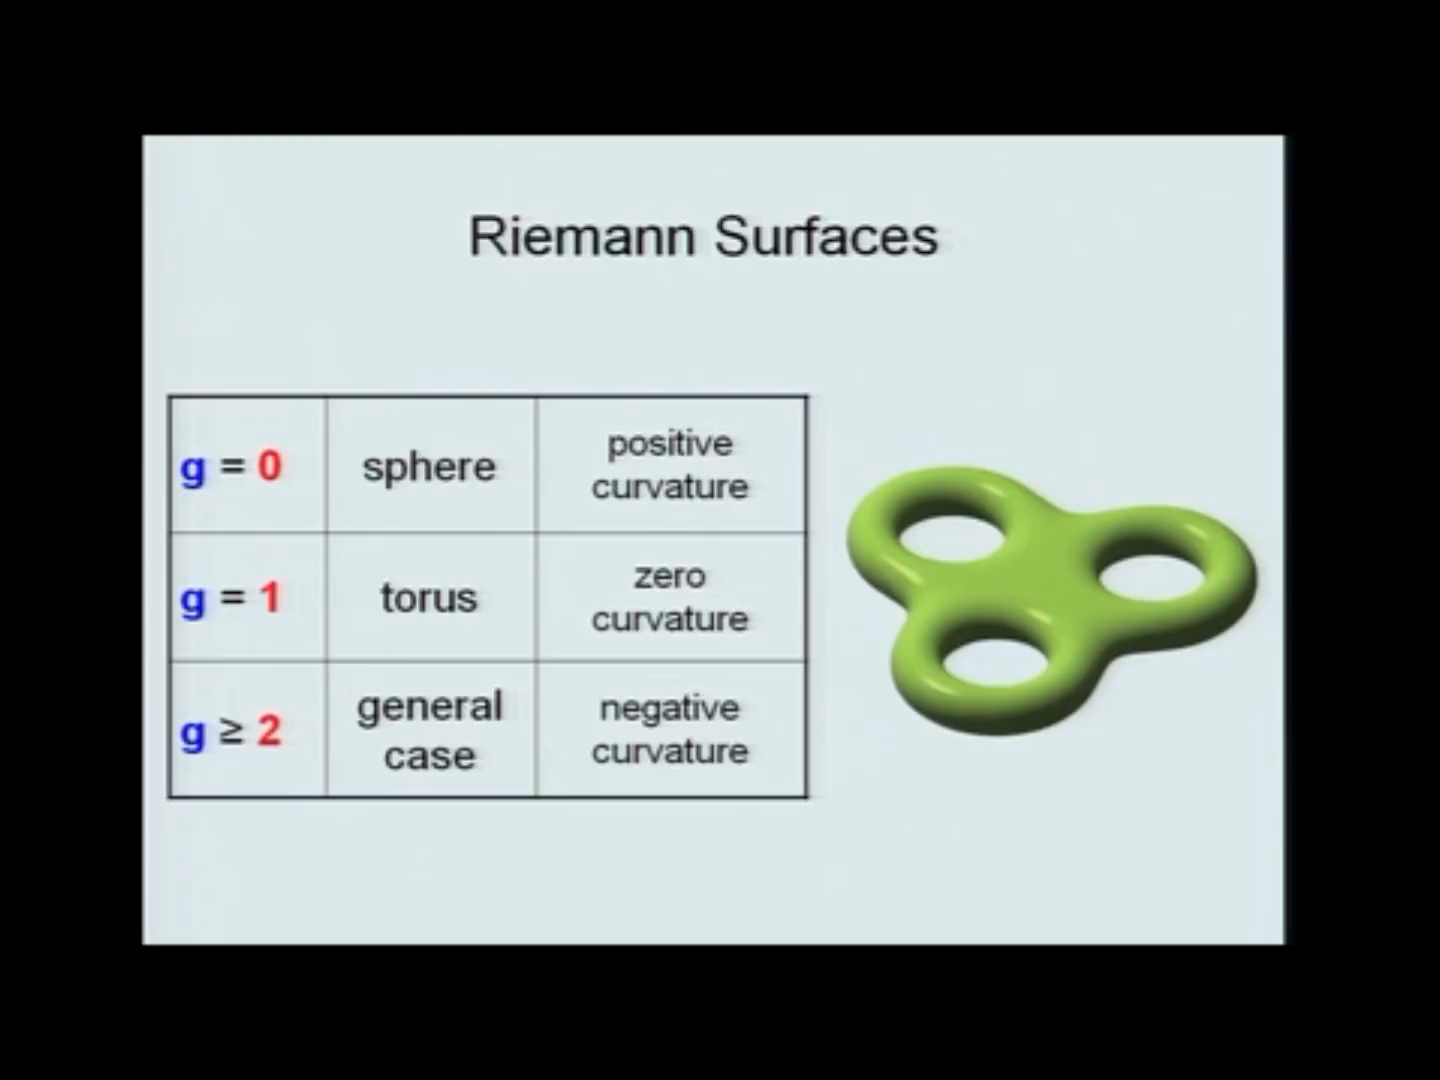 Riemann Surfaces
g = 0
sphere
positive
curvature
g = 1
torus
zero
curvature
g ≥ 2
general
case
negative
curvature